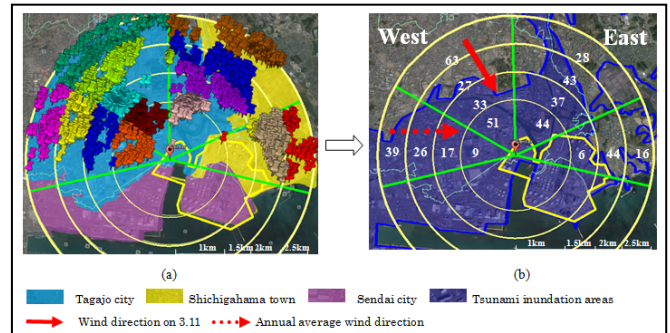 West East
63 28
27 43
33 37
51 44
39 26 17 9 6 44 16
1km 1.5km 2km 2.5km
1km 1.5km 2km 2.5km
(a) (b)
Tagajo city Shichigahama town Sendai city Tsunami inundation areas
Wind direction on 3.11 Annual average wind direction